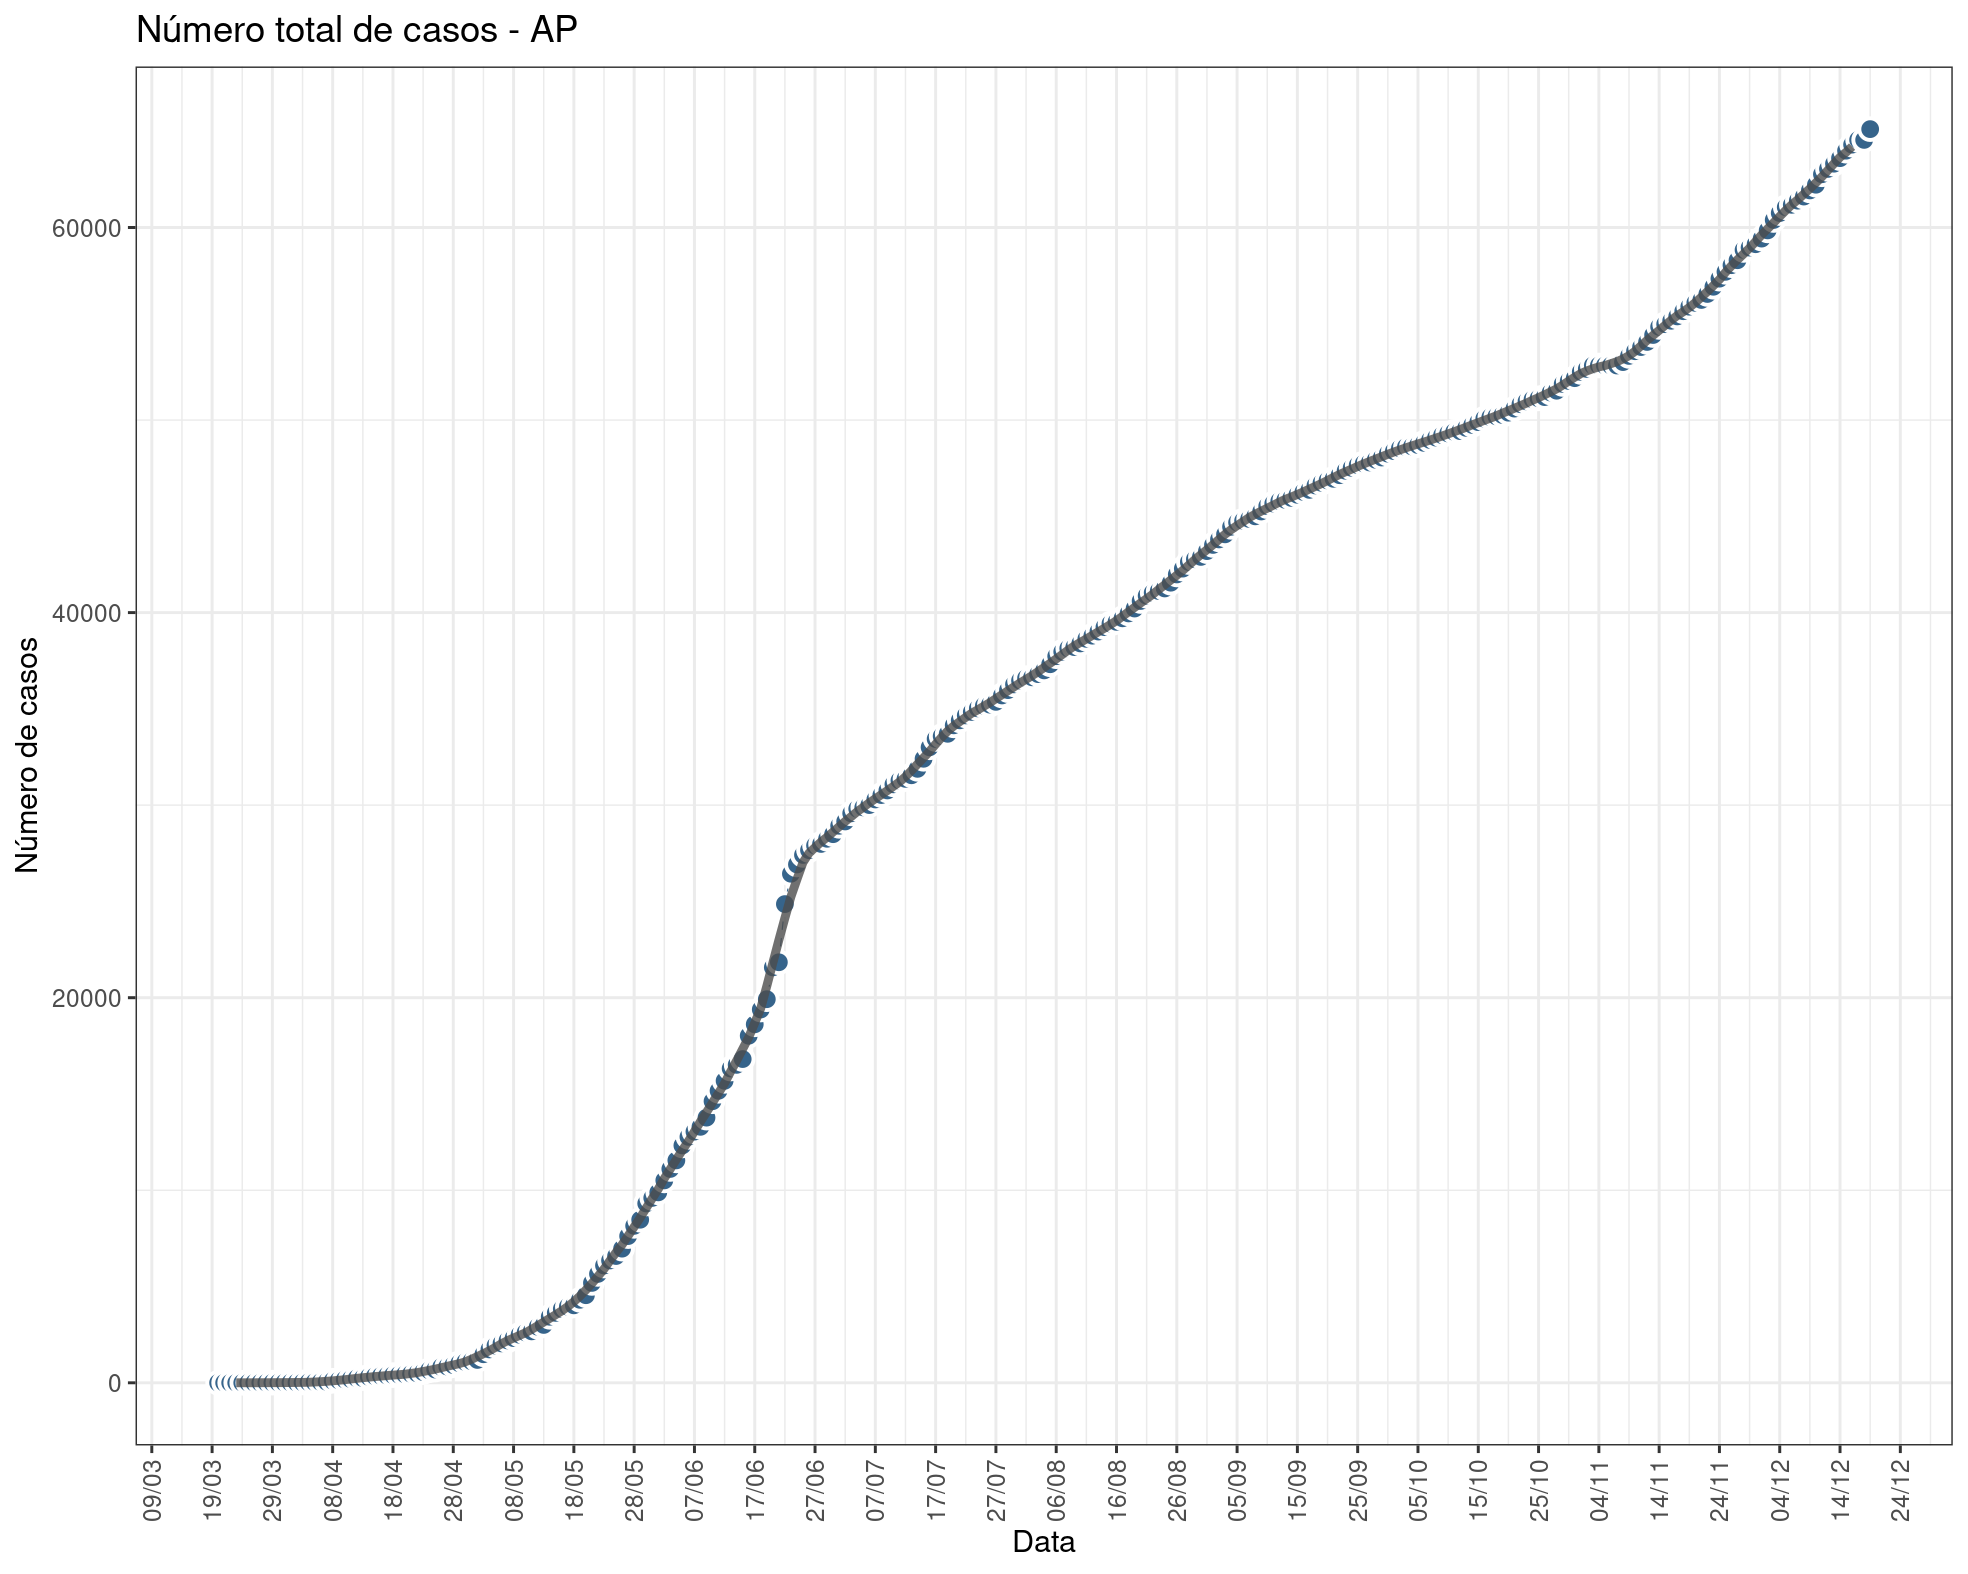 Número total de casos - AP
Número de casos
60000
40000
20000
0
09/03 19/03 29/03 08/04 18/04 28/04 08/05 18/05 28/05 07/06 17/06 27/06 07/07 17/07 27/07 06/08 16/08 26/08 05/09 15/09 25/09 05/10 15/10 25/10 04/11 14/11 24/11 04/12 14/12 24/12
Data